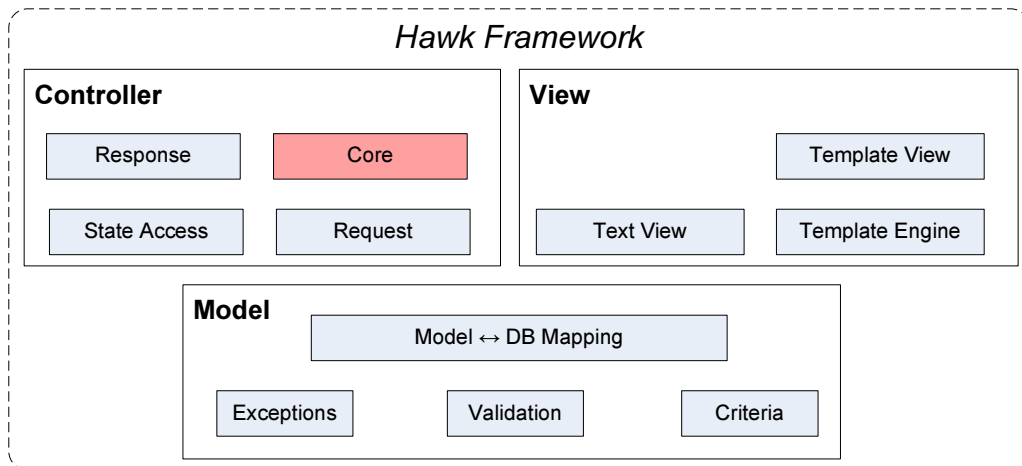 Hawk Framework
Controller
Response
Core
State Access
Request
View
Template View
Text View
Template Engine
Model
Model ↔ DB Mapping
Exceptions
Validation
Criteria